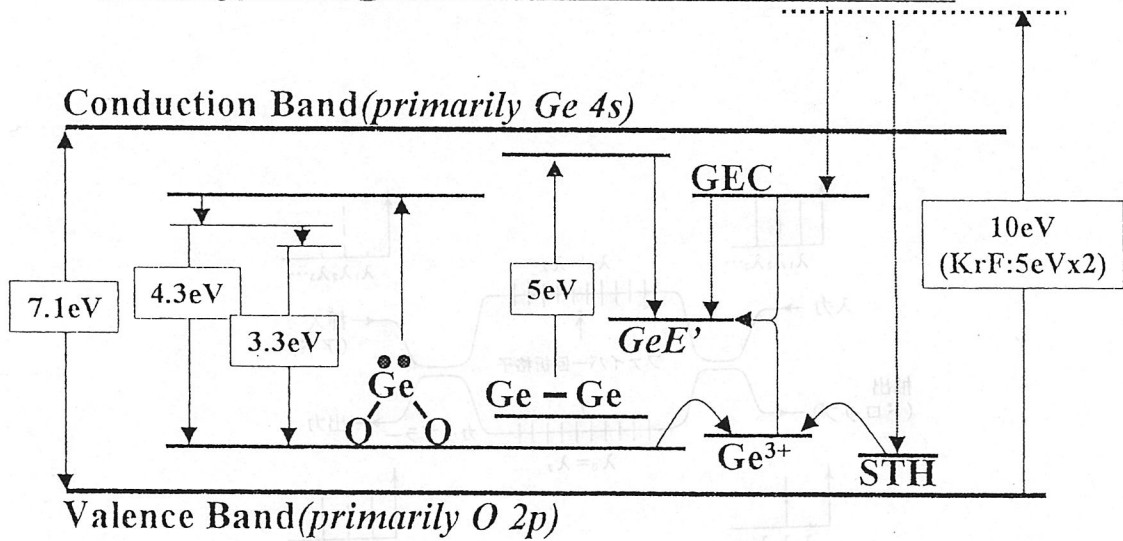 Conduction Band(primarily Ge 4s)
GEC
10eV
(KrF:5eVx2)
7.1eV
4.3eV
5eV
3.3eV
GeE’
Ge
Ge – Ge
O O
Ge³⁺
STH
Valence Band(primarily O 2p)